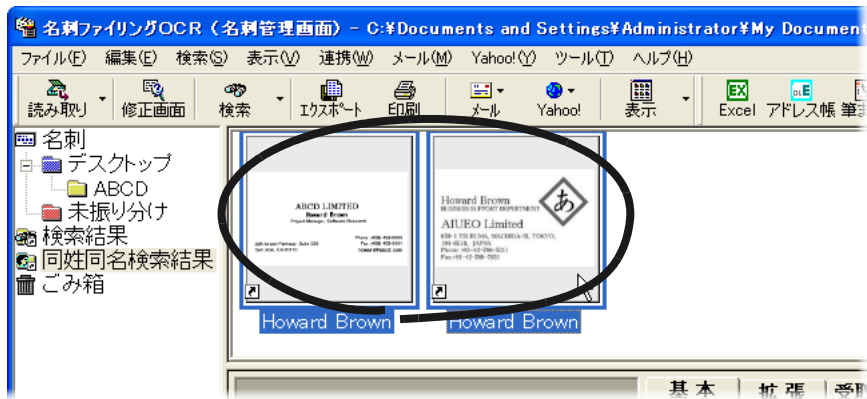 名刺ファイリングOCR(名刺管理画面) - C:¥Documents and Settings¥Administrator¥My Documen
ファイル(F) 編集(E) 検索(S) 表示(V) 連携(W) メール(M) Yahoo!(Y) ツール(T) ヘルプ(H)
読み取り 修正画面 検索 エクスポート 印刷 メール Yahoo! 表示 Excel アドレス帳
名刺
デスクトップ
ABCD
未振り分け
検索結果
同姓同名検索結果
ごみ箱
ABCD LIMITED
Howard Brown
Project Manager, Software Products
Howard Brown
BUSINESS SUPPORT DEPARTMENT
あ
AIUEO Limited
Howard Brown
Howard Brown
基本 拡張